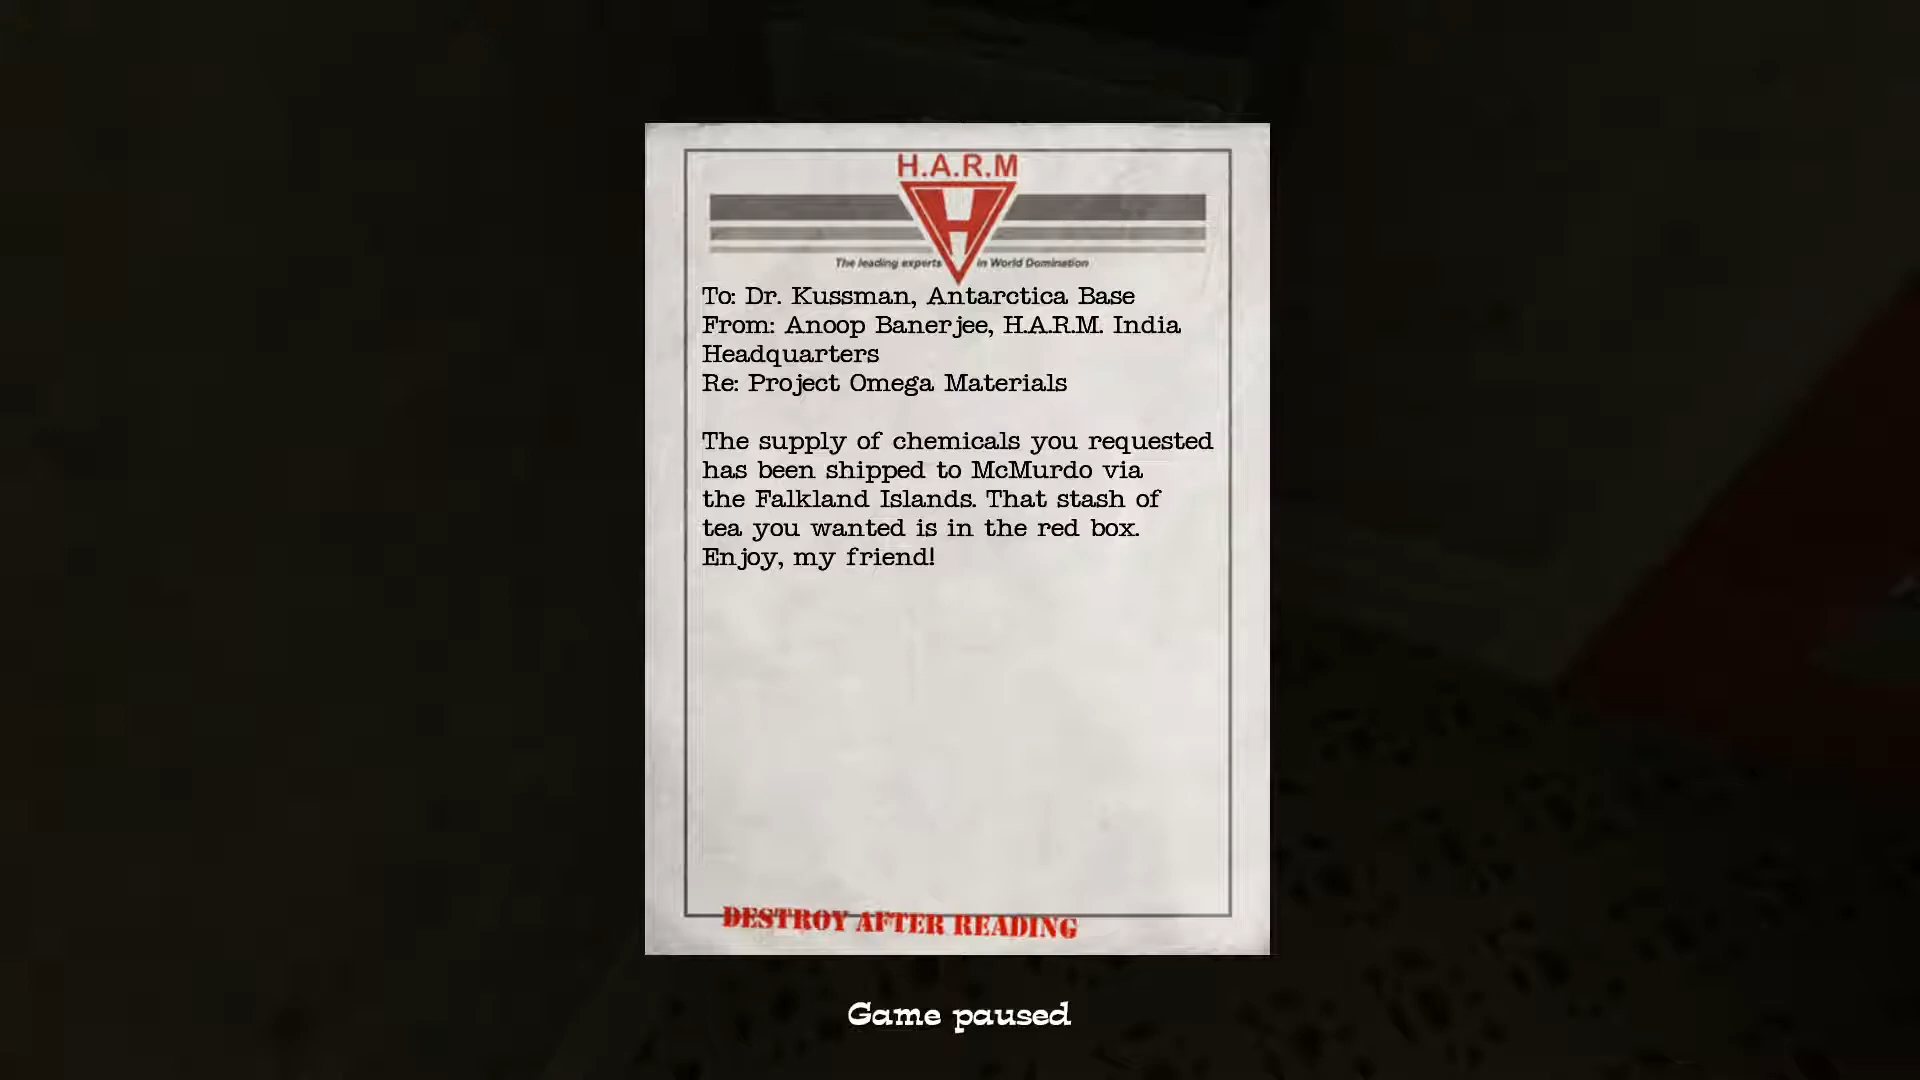 H.A.R.M
H
The leading experts in World Domination
To: Dr. Kussman, Antarctica Base
From: Anoop Banerjee, H.A.R.M. India
Headquarters
Re: Project Omega Materials
The supply of chemicals you requested
has been shipped to McMurdo via
the Falkland Islands. That stash of
tea you wanted is in the red box.
Enjoy, my friend!
DESTROY AFTER READING
Game paused